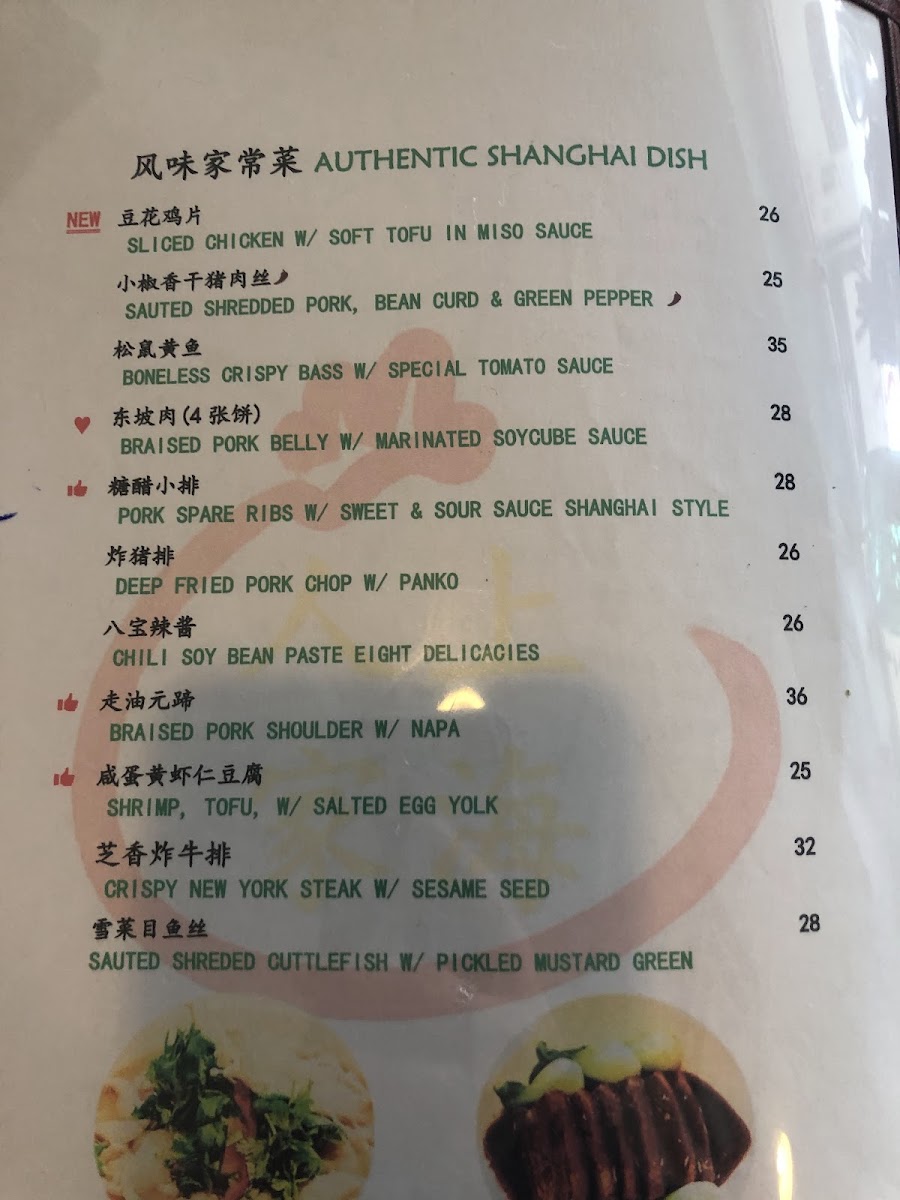 风味家常菜 AUTHENTIC SHANGHAI DISH
NEW 豆花鸡片 26
SLICED CHICKEN W/ SOFT TOFU IN MISO SAUCE
小椒香干猪肉丝 25
SAUTED SHREDDED PORK, BEAN CURD & GREEN PEPPER
松鼠黄鱼 35
BONELESS CRISPY BASS W/ SPECIAL TOMATO SAUCE
东坡肉(4张饼) 28
BRAISED PORK BELLY W/ MARINATED SOYCUBE SAUCE
糖醋小排 28
PORK SPARE RIBS W/ SWEET & SOUR SAUCE SHANGHAI STYLE
炸猪排 26
DEEP FRIED PORK CHOP W/ PANKO
八宝辣酱 26
CHILI SOY BEAN PASTE EIGHT DELICACIES
走油元蹄 36
BRAISED PORK SHOULDER W/ NAPA
咸蛋黄虾仁豆腐 25
SHRIMP, TOFU, W/ SALTED EGG YOLK
芝香炸牛排 32
CRISPY NEW YORK STEAK W/ SESAME SEED
雪菜目鱼丝 28
SAUTED SHREDED CUTTLEFISH W/ PICKLED MUSTARD GREEN
上海
人家